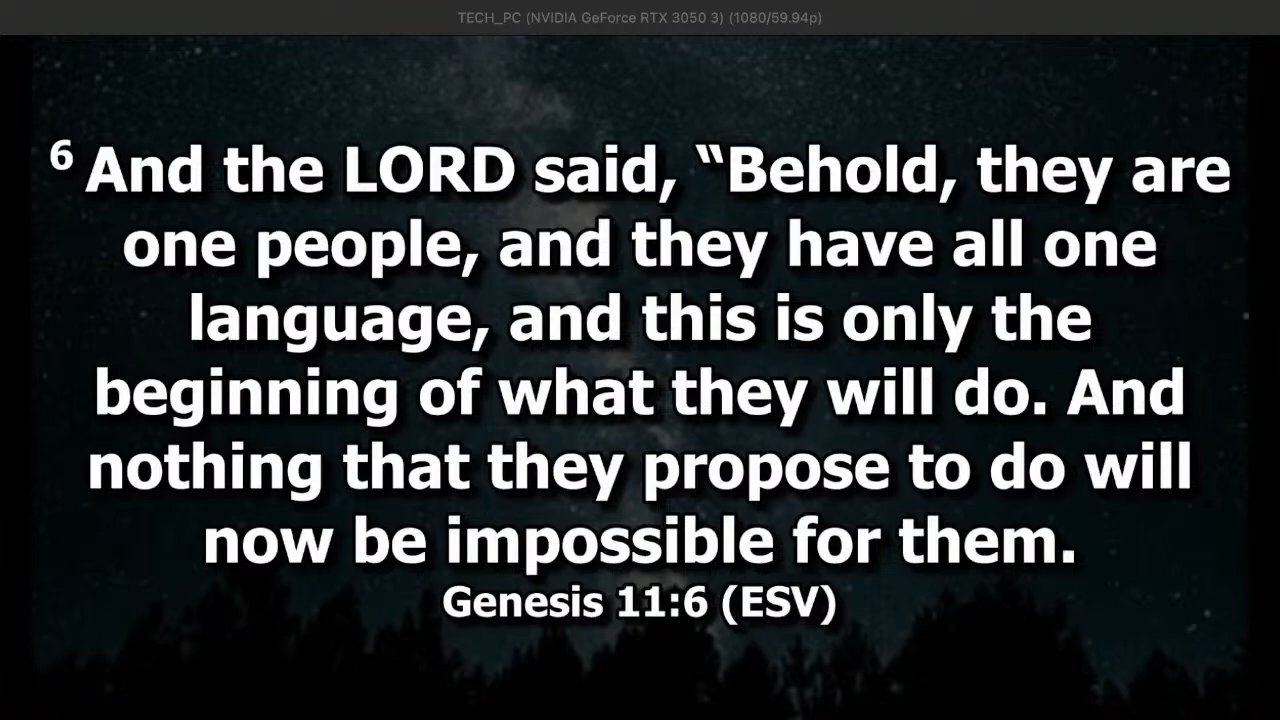 TECH_PC (NVIDIA GeForce RTX 3050 3) (1080/59.94p)
6 And the LORD said, “Behold, they are
one people, and they have all one
language, and this is only the
beginning of what they will do. And
nothing that they propose to do will
now be impossible for them.
Genesis 11:6 (ESV)